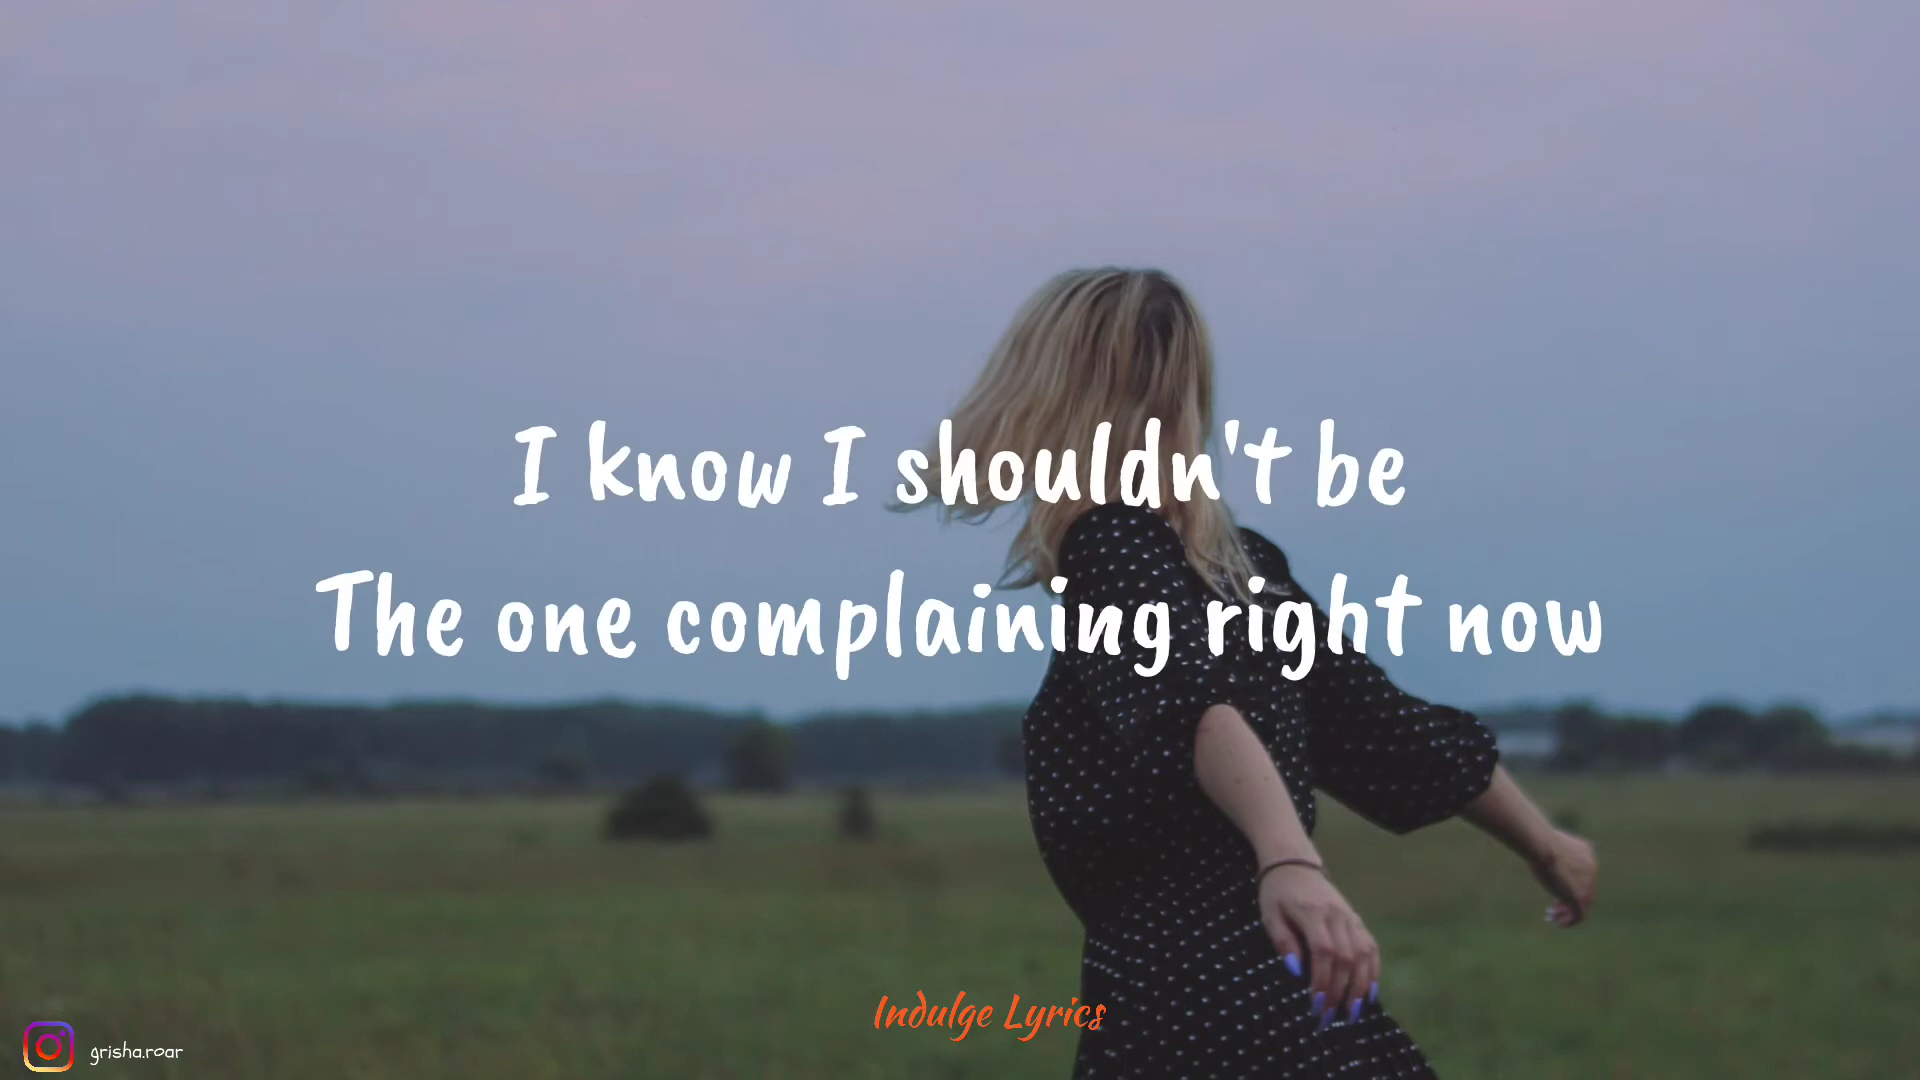 I know I shouldn't be
The one complaining right now
Indulge Lyrics
grisha.roar